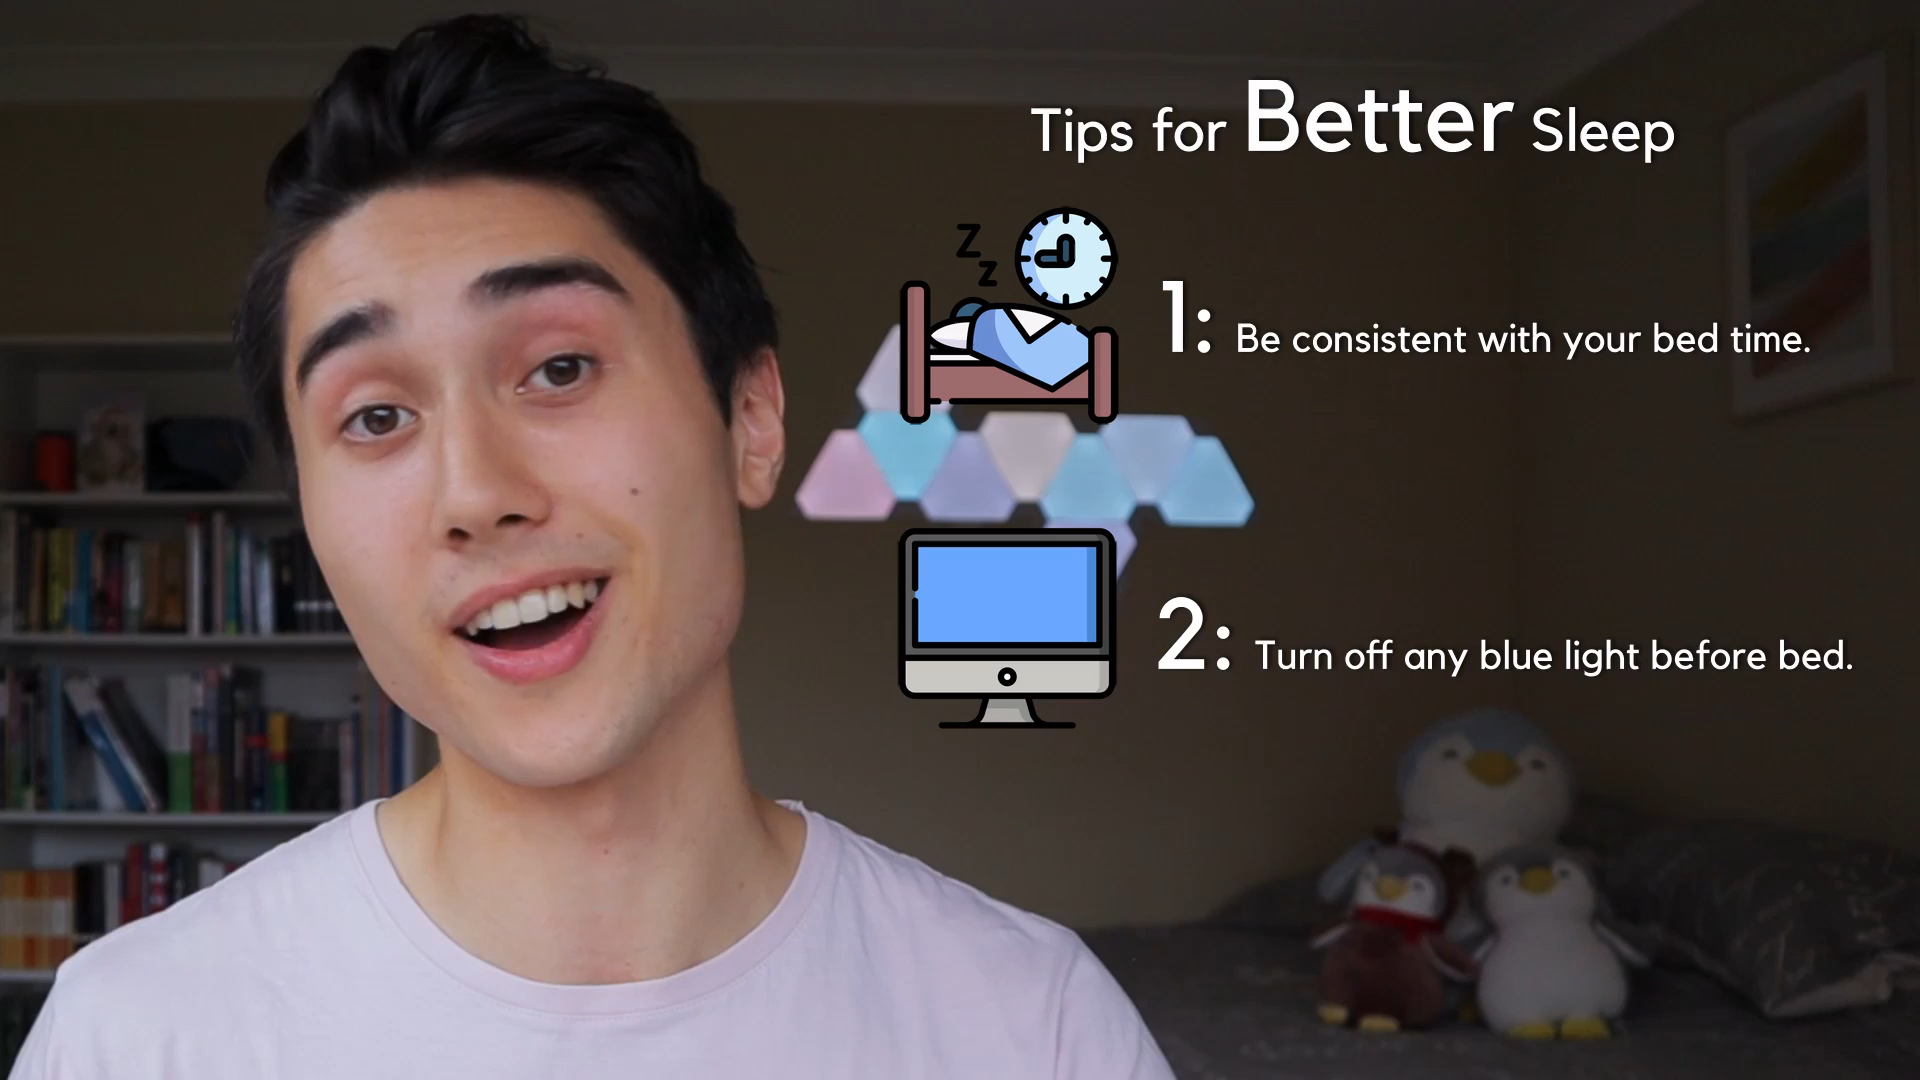 Tips for Better Sleep
Z
z
1: Be consistent with your bed time.
2: Turn off any blue light before bed.